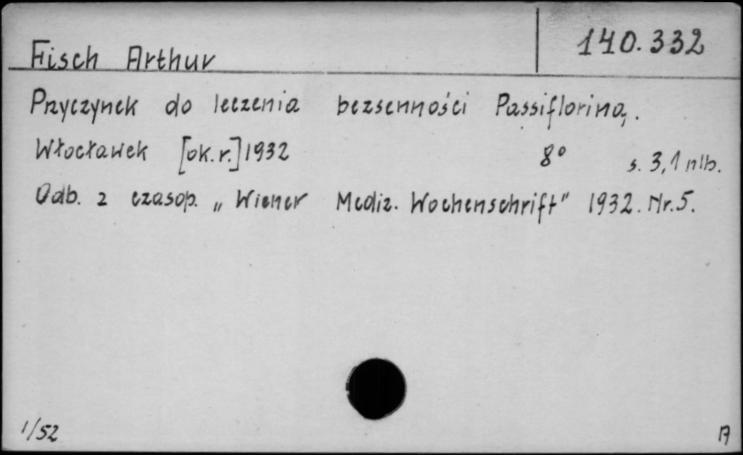 Fisch Arthur 140.332
Przyczynek do leczenia bezsenności Passifloriną.
Włocławek [ok. r.] 1932 8° s. 3, 1 nlb.
Odb. z czasop. „Wiener Mediz. Wochenschrift" 1932. Nr. 5.
1/52 A